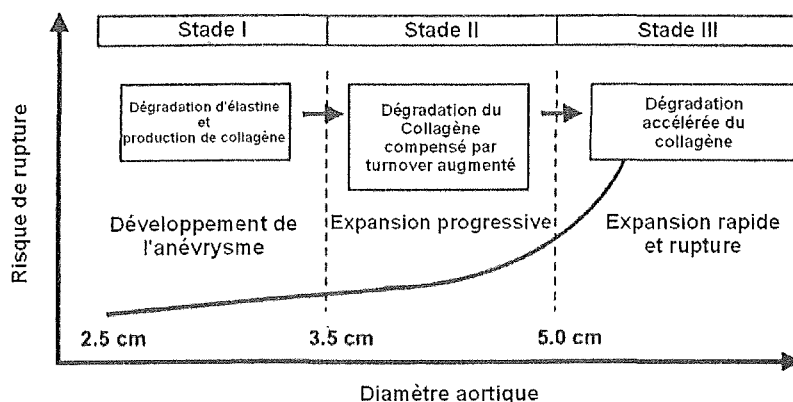 Stade I
Stade II
Stade III
Risque de rupture
Dégradation d'élastine
et
production de collagène
Dégradation du
Collagène
compensé par
turnover augmenté
Dégradation
accélérée du
collagène
Développement de
l'anévrysme
Expansion progressive
Expansion rapide
et rupture
2.5 cm
3.5 cm
5.0 cm
Diamètre aortique